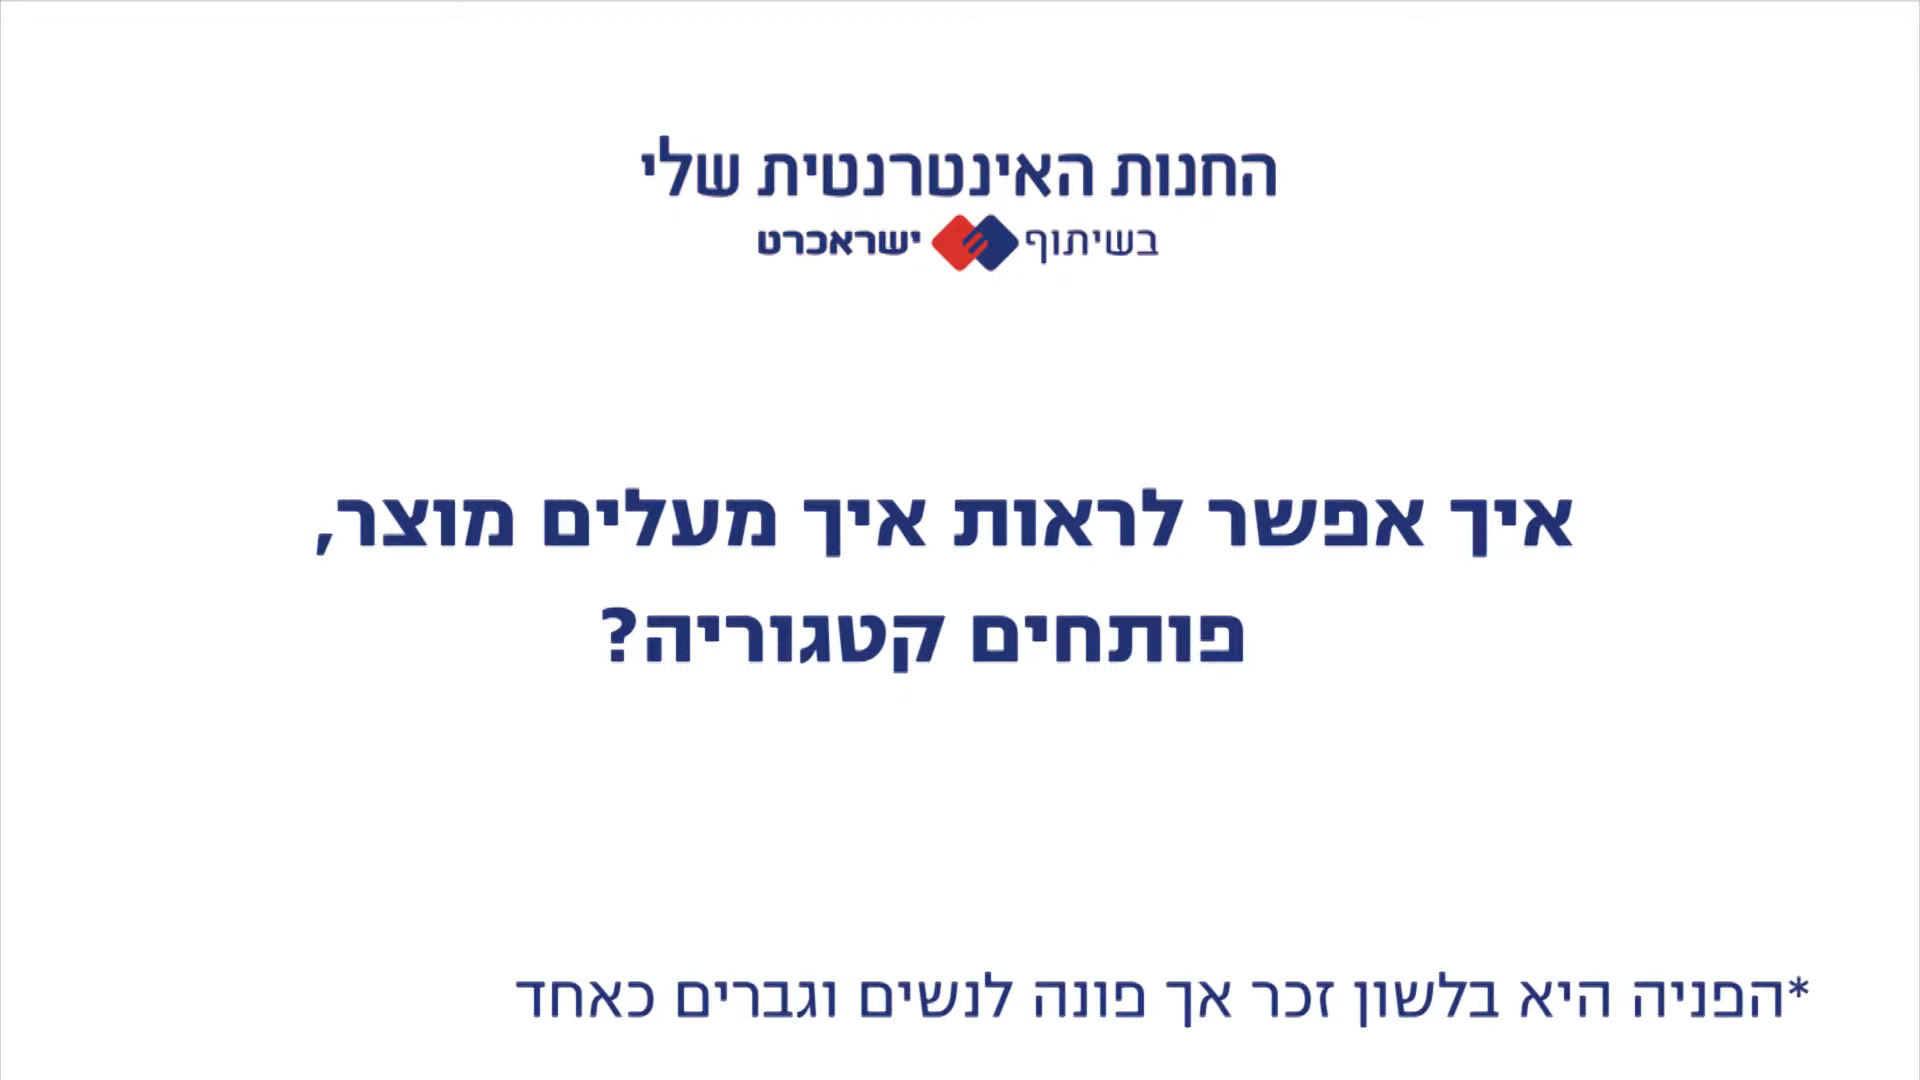 החנות האינטרנטית שלי
בשיתוף ישראכרט
איך אפשר לראות איך מעלים מוצר,
פותחים קטגוריה?
*הפניה היא בלשון זכר אך פונה לנשים וגברים כאחד